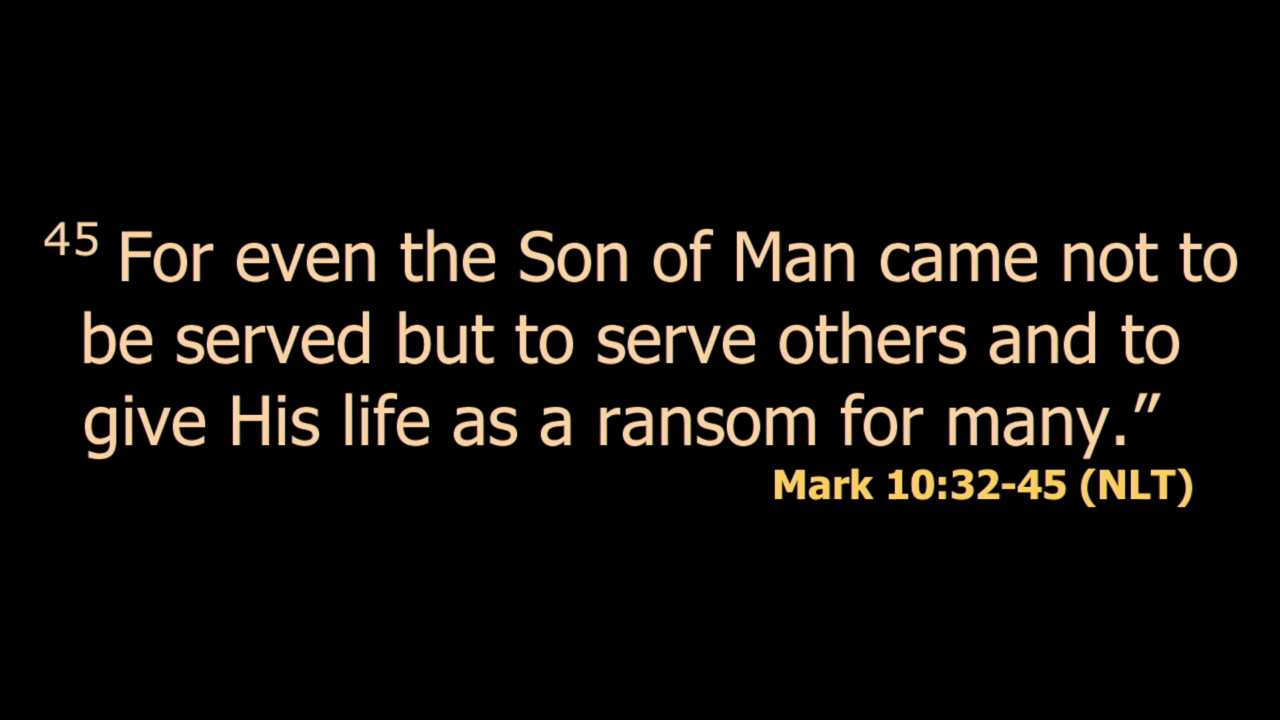 45 For even the Son of Man came not to
be served but to serve others and to
give His life as a ransom for many.”
Mark 10:32-45 (NLT)